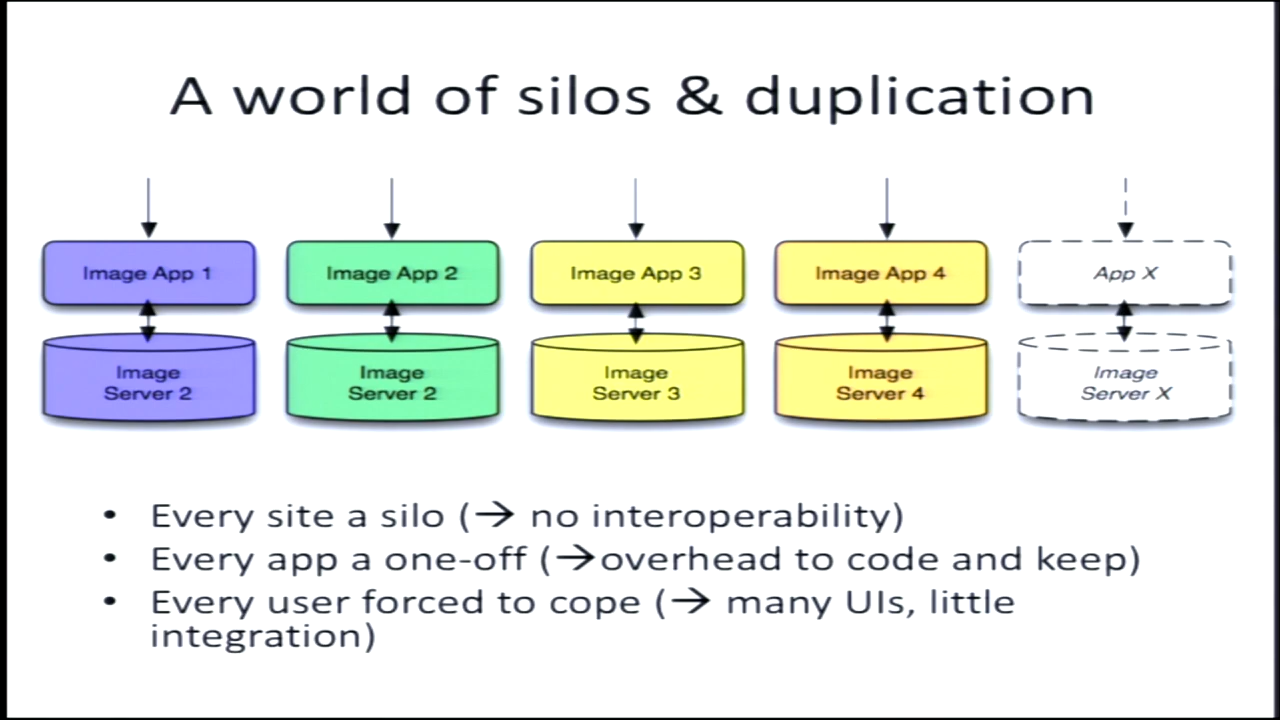 A world of silos & duplication
Image App 1
Image App 2
Image App 3
Image App 4
App X
Image
Server 2
Image
Server 2
Image
Server 3
Image
Server 4
Image
Server X
• Every site a silo (→ no interoperability)
• Every app a one-off (→overhead to code and keep)
• Every user forced to cope (→ many UIs, little
integration)